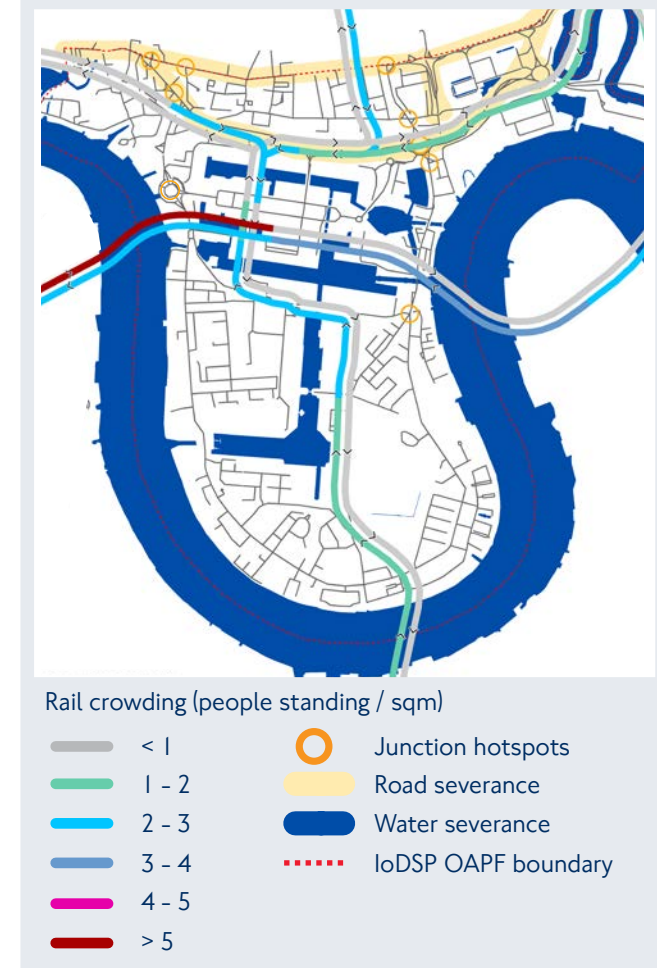 Rail crowding (people standing / sqm)
< 1
1 - 2
2 - 3
3 - 4
4 - 5
> 5
Junction hotspots
Road severance
Water severance
IoDSP OAPF boundary